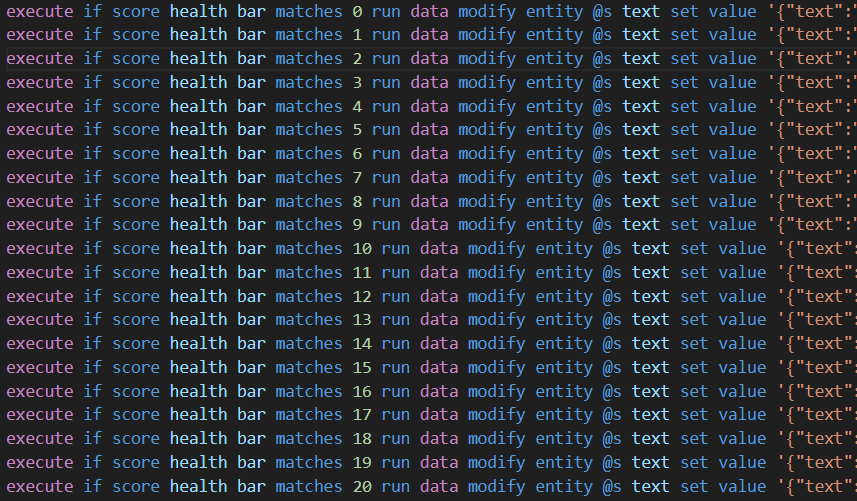 execute if score health bar matches 0 run data modify entity @s text set value '{"text":'
execute if score health bar matches 1 run data modify entity @s text set value '{"text":'
execute if score health bar matches 2 run data modify entity @s text set value '{"text":'
execute if score health bar matches 3 run data modify entity @s text set value '{"text":'
execute if score health bar matches 4 run data modify entity @s text set value '{"text":'
execute if score health bar matches 5 run data modify entity @s text set value '{"text":'
execute if score health bar matches 6 run data modify entity @s text set value '{"text":'
execute if score health bar matches 7 run data modify entity @s text set value '{"text":'
execute if score health bar matches 8 run data modify entity @s text set value '{"text":'
execute if score health bar matches 9 run data modify entity @s text set value '{"text":'
execute if score health bar matches 10 run data modify entity @s text set value '{"text":
execute if score health bar matches 11 run data modify entity @s text set value '{"text":
execute if score health bar matches 12 run data modify entity @s text set value '{"text":
execute if score health bar matches 13 run data modify entity @s text set value '{"text":
execute if score health bar matches 14 run data modify entity @s text set value '{"text":
execute if score health bar matches 15 run data modify entity @s text set value '{"text":
execute if score health bar matches 16 run data modify entity @s text set value '{"text":
execute if score health bar matches 17 run data modify entity @s text set value '{"text":
execute if score health bar matches 18 run data modify entity @s text set value '{"text":
execute if score health bar matches 19 run data modify entity @s text set value '{"text":
execute if score health bar matches 20 run data modify entity @s text set value '{"text":